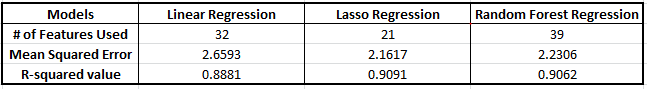 Models Linear Regression Lasso Regression Random Forest Regression
# of Features Used 32 21 39
Mean Squared Error 2.6593 2.1617 2.2306
R-squared value 0.8881 0.9091 0.9062